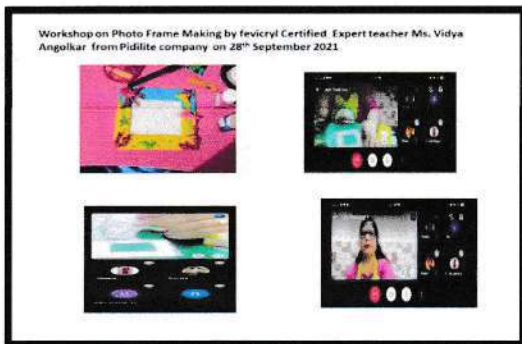 Workshop on Photo Frame Making by fevicryl Certified Expert teacher Ms. Vidya
Angolkar from Pidilite company on 28th September 2021